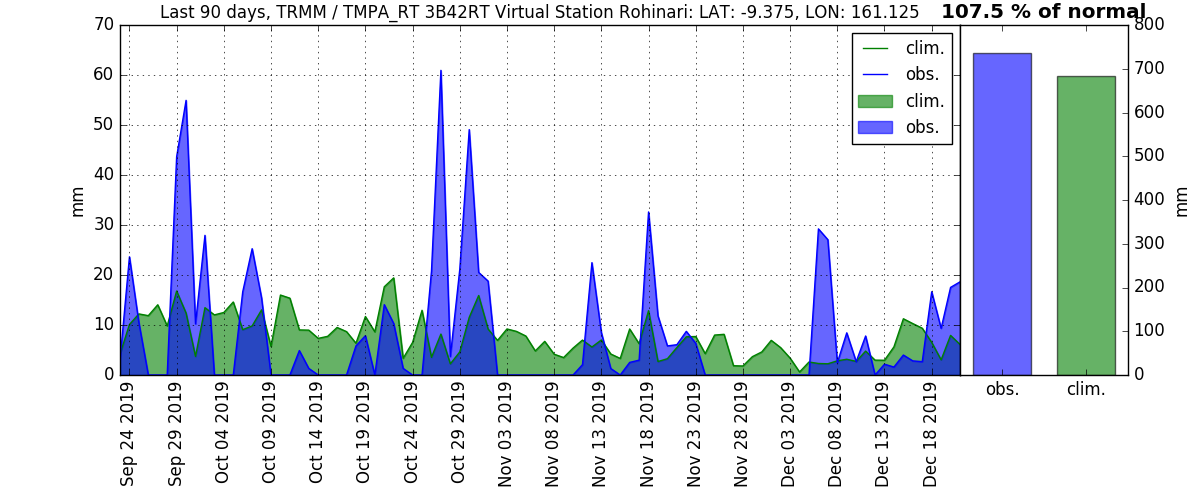 Last 90 days, TRMM / TMPA_RT 3B42RT Virtual Station Rohinari: LAT: -9.375, LON: 161.125
107.5 % of normal
70
60
50
40
30
20
10
0
mm
clim.
obs.
clim.
obs.
800
700
600
500
400
300
200
100
0
mm
obs.
clim.
Sep 24 2019
Sep 29 2019
Oct 04 2019
Oct 09 2019
Oct 14 2019
Oct 19 2019
Oct 24 2019
Oct 29 2019
Nov 03 2019
Nov 08 2019
Nov 13 2019
Nov 18 2019
Nov 23 2019
Nov 28 2019
Dec 03 2019
Dec 08 2019
Dec 13 2019
Dec 18 2019